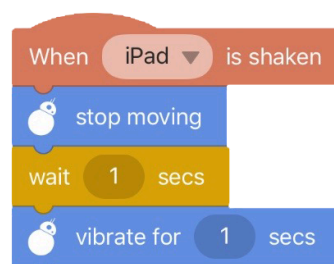 When iPad is shaken
stop moving
wait 1 secs
vibrate for 1 secs